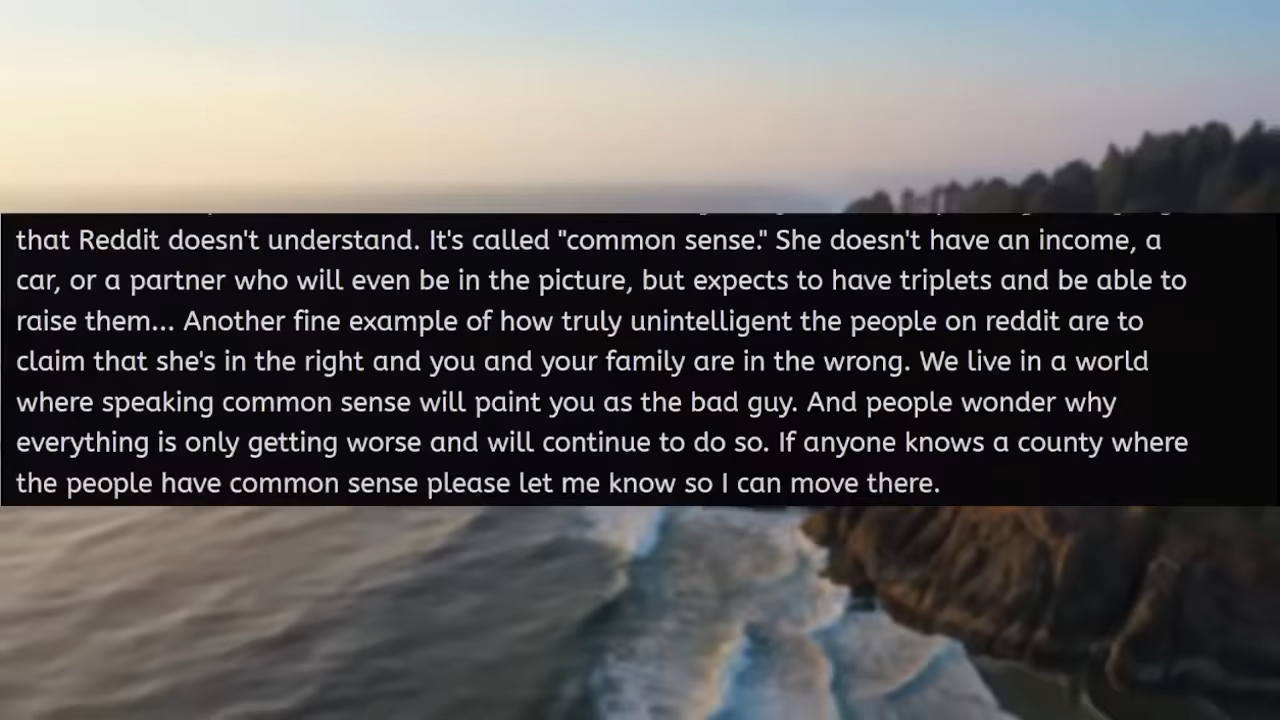 that Reddit doesn't understand. It's called "common sense." She doesn't have an income, a
car, or a partner who will even be in the picture, but expects to have triplets and be able to
raise them... Another fine example of how truly unintelligent the people on reddit are to
claim that she's in the right and you and your family are in the wrong. We live in a world
where speaking common sense will paint you as the bad guy. And people wonder why
everything is only getting worse and will continue to do so. If anyone knows a county where
the people have common sense please let me know so I can move there.